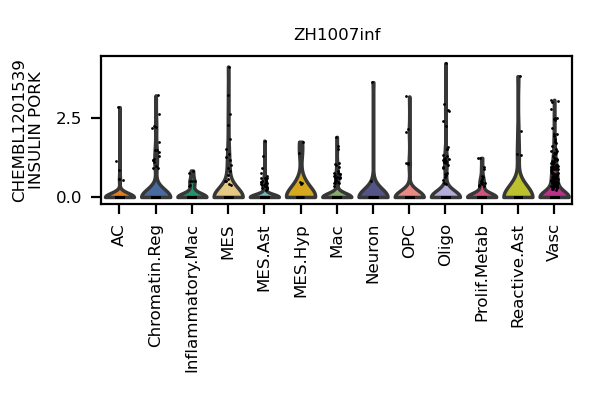 ZH1007inf
CHEMBL1201539
INSULIN PORK
2.5
0.0
AC
Chromatin.Reg
Inflammatory.Mac
MES
MES.Ast
MES.Hyp
Mac
Neuron
OPC
Oligo
Prolif.Metab
Reactive.Ast
Vasc